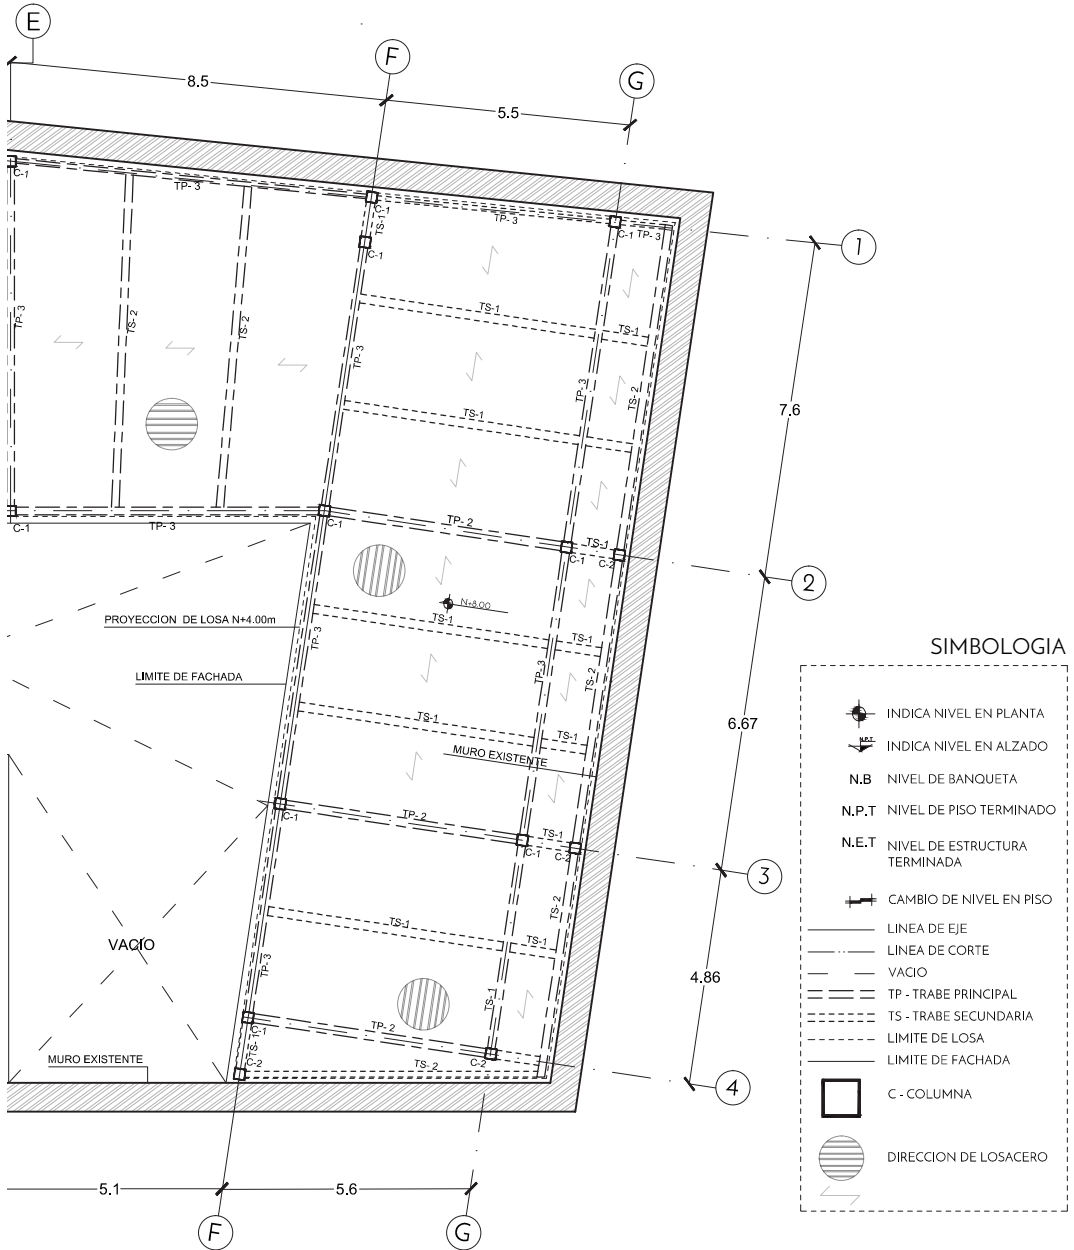 E
F
G
8.5
5.5
C-1
TP- 3
C-1
TS-1
C-1
TP- 3
C-1
TP- 3
1
TP- 3
TS-2
TS- 2
TP- 3
TS-1
TS-1
TP- 3
TS- 2
7.6
TS-1
C-1
TP- 3
C-1
TP- 2
TS-1
C-1
C-2
2
N+8.00
TS-1
TS-1
PROYECCION DE LOSA N+4.00m
TP- 3
LIMITE DE FACHADA
TP- 3
TS- 2
TS-1
TS-1
MURO EXISTENTE
6.67
C-1
TP- 2
TS-1
C-1
C-2
3
TS-1
TS-1
TS- 2
VACIO
TP- 3
TS-1
4.86
C-1
TP- 2
TS- 1
C-2
C-2
TS- 2
MURO EXISTENTE
4
5.1
5.6
F
G
SIMBOLOGIA
INDICA NIVEL EN PLANTA
N.P.T
INDICA NIVEL EN ALZADO
N.B NIVEL DE BANQUETA
N.P.T NIVEL DE PISO TERMINADO
N.E.T NIVEL DE ESTRUCTURA
TERMINADA
CAMBIO DE NIVEL EN PISO
LINEA DE EJE
LINEA DE CORTE
VACIO
TP - TRABE PRINCIPAL
TS - TRABE SECUNDARIA
LIMITE DE LOSA
LIMITE DE FACHADA
C - COLUMNA
DIRECCION DE LOSACERO